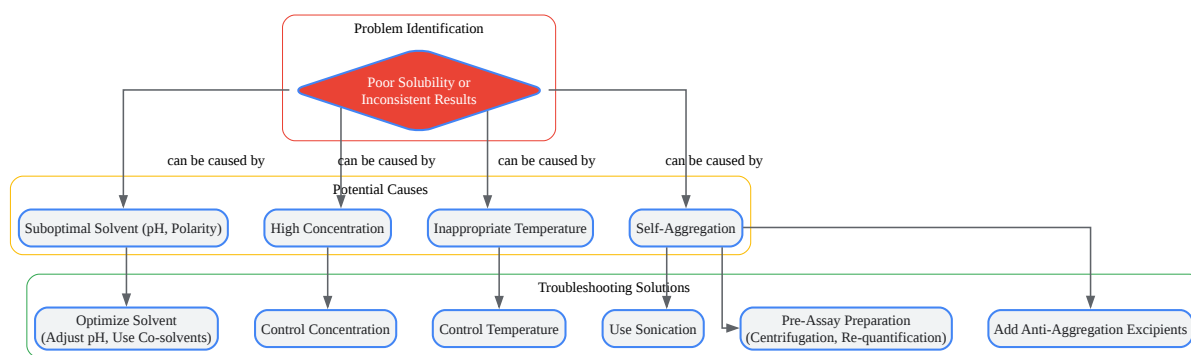 Problem Identification
Poor Solubility or
Inconsistent Results
can be caused by
can be caused by
can be caused by
can be caused by
Potential Causes
Suboptimal Solvent (pH, Polarity)
High Concentration
Inappropriate Temperature
Self-Aggregation
Troubleshooting Solutions
Optimize Solvent
(Adjust pH, Use Co-solvents)
Control Concentration
Control Temperature
Use Sonication
Pre-Assay Preparation
(Centrifugation, Re-quantification)
Add Anti-Aggregation Excipients